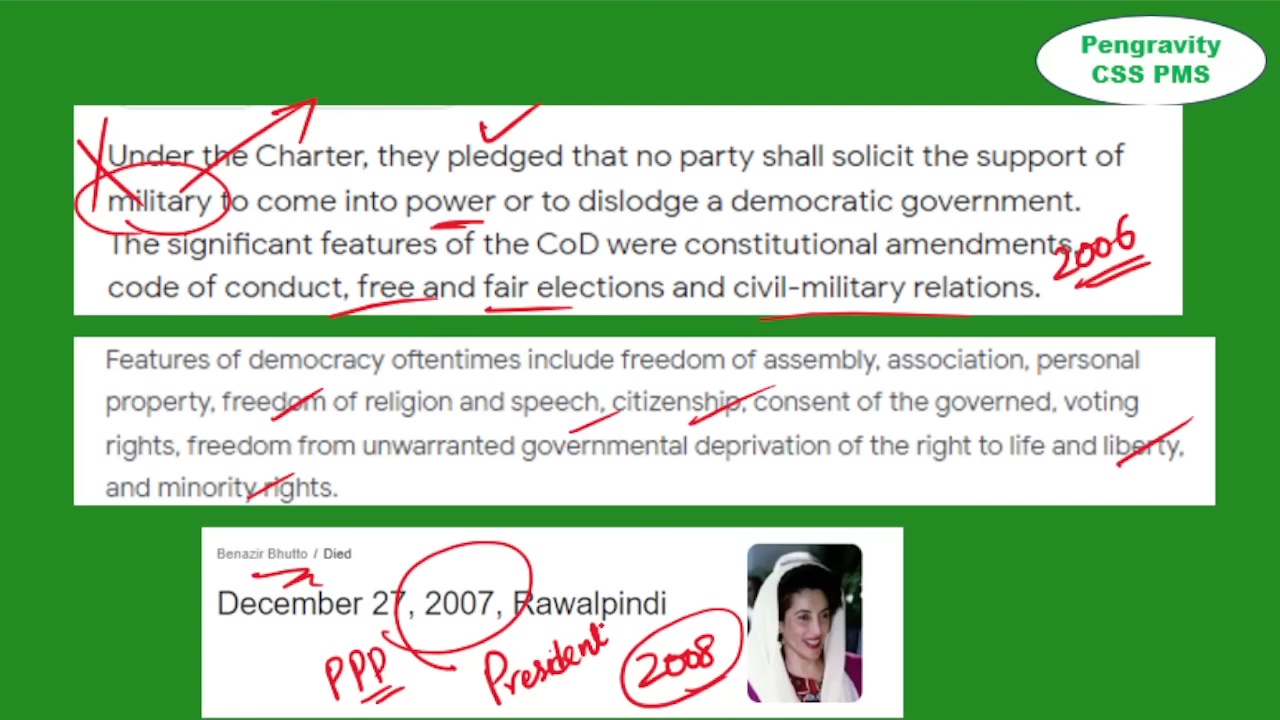 Pengravity
CSS PMS
Under the Charter, they pledged that no party shall solicit the support of
military to come into power or to dislodge a democratic government.
The significant features of the CoD were constitutional amendments,
2006
code of conduct, free and fair elections and civil-military relations.
Features of democracy oftentimes include freedom of assembly, association, personal
property, freedom of religion and speech, citizenship, consent of the governed, voting
rights, freedom from unwarranted governmental deprivation of the right to life and liberty,
and minority rights.
Benazir Bhutto / Died
December 27, 2007, Rawalpindi
PPP President 2008